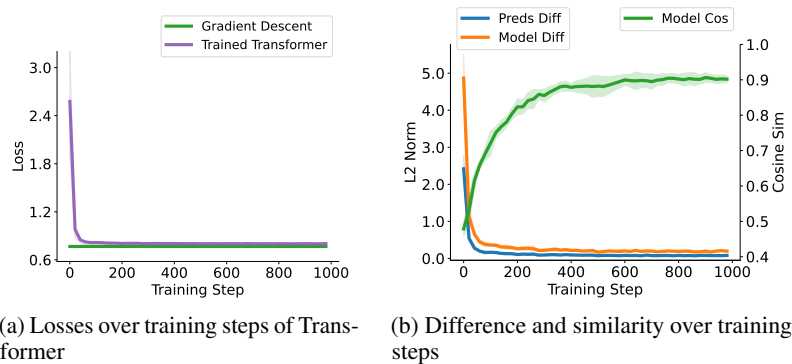 Gradient Descent
Trained Transformer
3.0
2.4
1.8
1.2
0.6
Loss
0 200 400 600 800 1000
Training Step
(a) Losses over training steps of Trans-
former
Preds Diff
Model Diff
Model Cos
5.0
4.0
3.0
2.0
1.0
0.0
L2 Norm
1.0
0.9
0.8
0.7
0.6
0.5
0.4
Cosine Sim
0 200 400 600 800 1000
Training Step
(b) Difference and similarity over training
steps